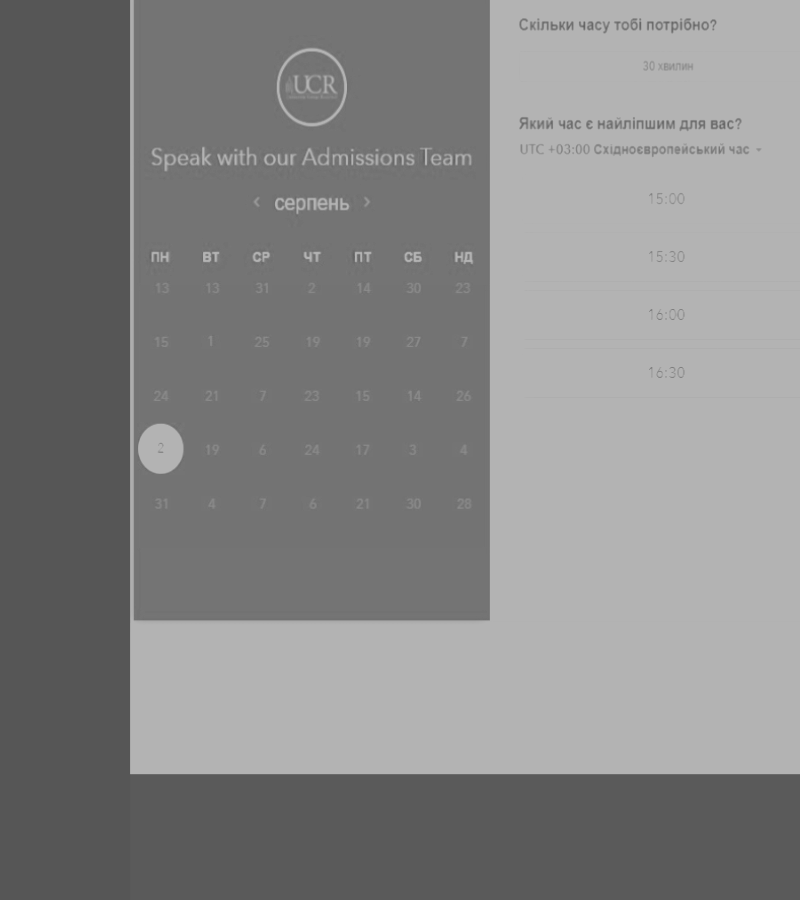 UCR
Speak with our Admissions Team
‹ серпень ›
ПН ВТ СР ЧТ ПТ СБ НД
13 13 31 2 14 30 23
15 1 25 19 19 27 7
24 21 7 23 15 14 26
2 19 6 24 17 3 4
31 4 7 6 21 30 28
Скільки часу тобі потрібно?
30 хвилин
Який час є найліпшим для вас?
UTC +03:00 Східноєвропейський час
15:00
15:30
16:00
16:30